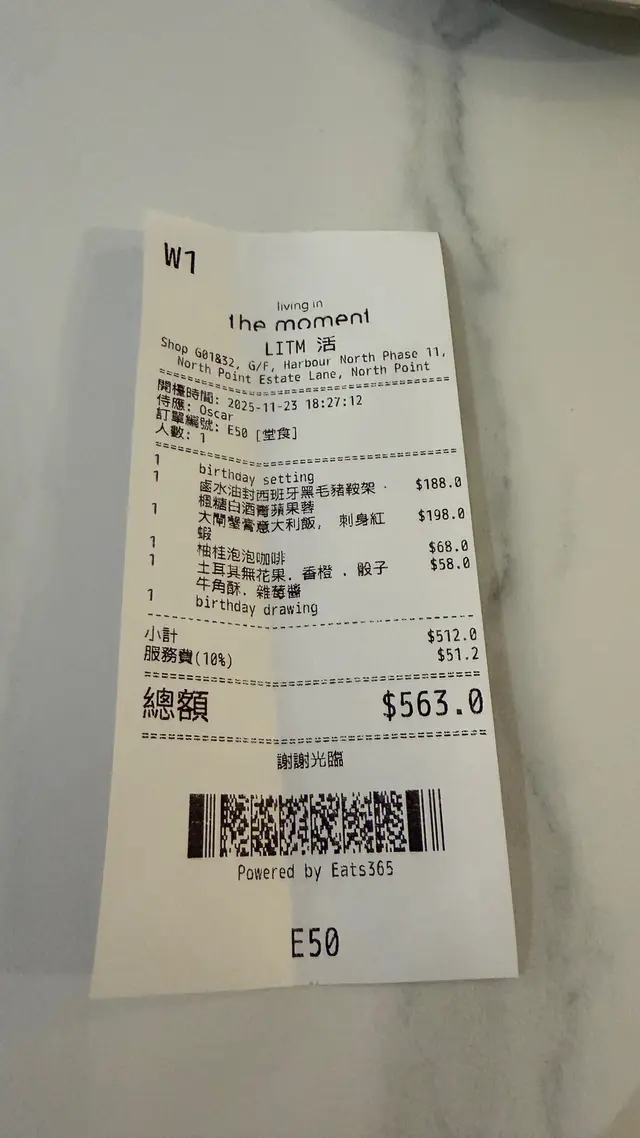 W1
living in
the moment
LITM 活
Shop G01&32, G/F, Harbour North Phase 11,
North Point Estate Lane, North Point
開檯時間: 2025-11-23 18:27:12
侍應: Oscar
訂單編號: E50 [堂食]
人數: 1
1 birthday setting
1 鹵水油封西班牙黑毛豬鞍架 . $188.0
楓糖白酒薺蘋果蓉
1 大閘蟹膏意大利飯, 刺身紅 $198.0
蝦
1 柚桂泡泡咖啡 $68.0
1 土耳其無花果. 香橙 . 骰子 $58.0
牛角酥. 雜莓醬
1 birthday drawing
小計 $512.0
服務費(10%) $51.2
總額 $563.0
謝謝光臨
Powered by Eats365
E50